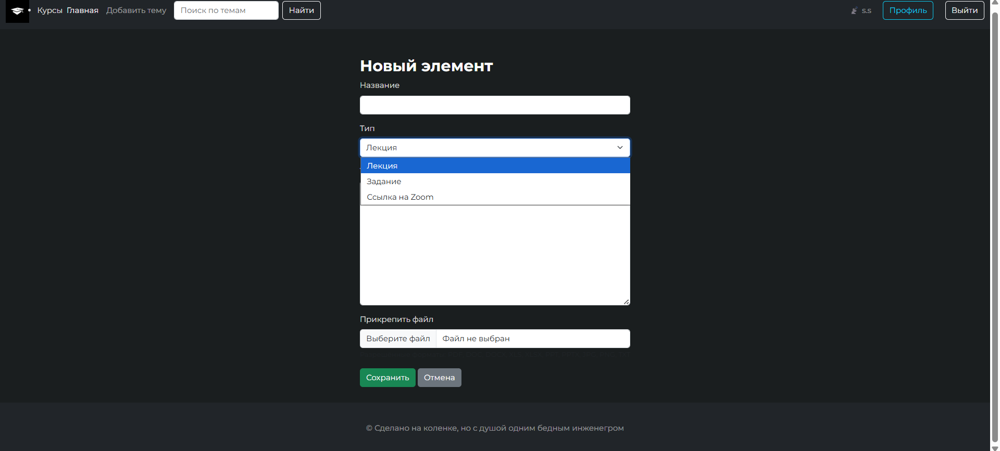 Курсы Главная Добавить тему Поиск по темам Найти s.s Профиль Выйти
Новый элемент
Название
Тип
Лекция
Лекция
Задание
Ссылка на Zoom
Прикрепить файл
Выберите файл Файл не выбран
Сохранить Отмена
© Сделано на коленке, но с душой одним бедным инженегром